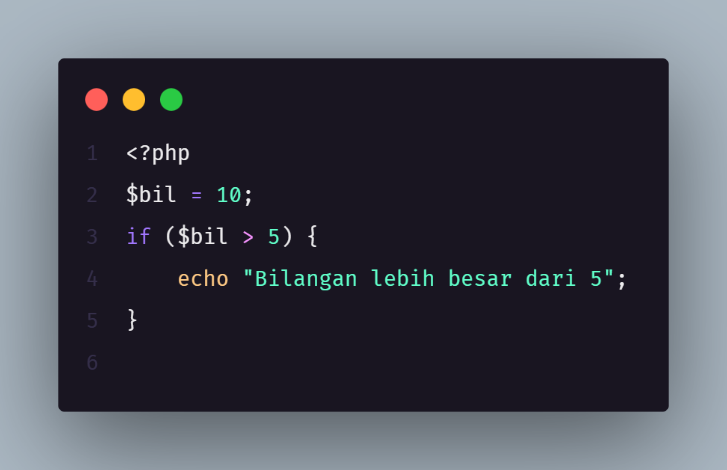 1 <?php
2 $bil = 10;
3 if ($bil > 5) {
4     echo "Bilangan lebih besar dari 5";
5 }
6